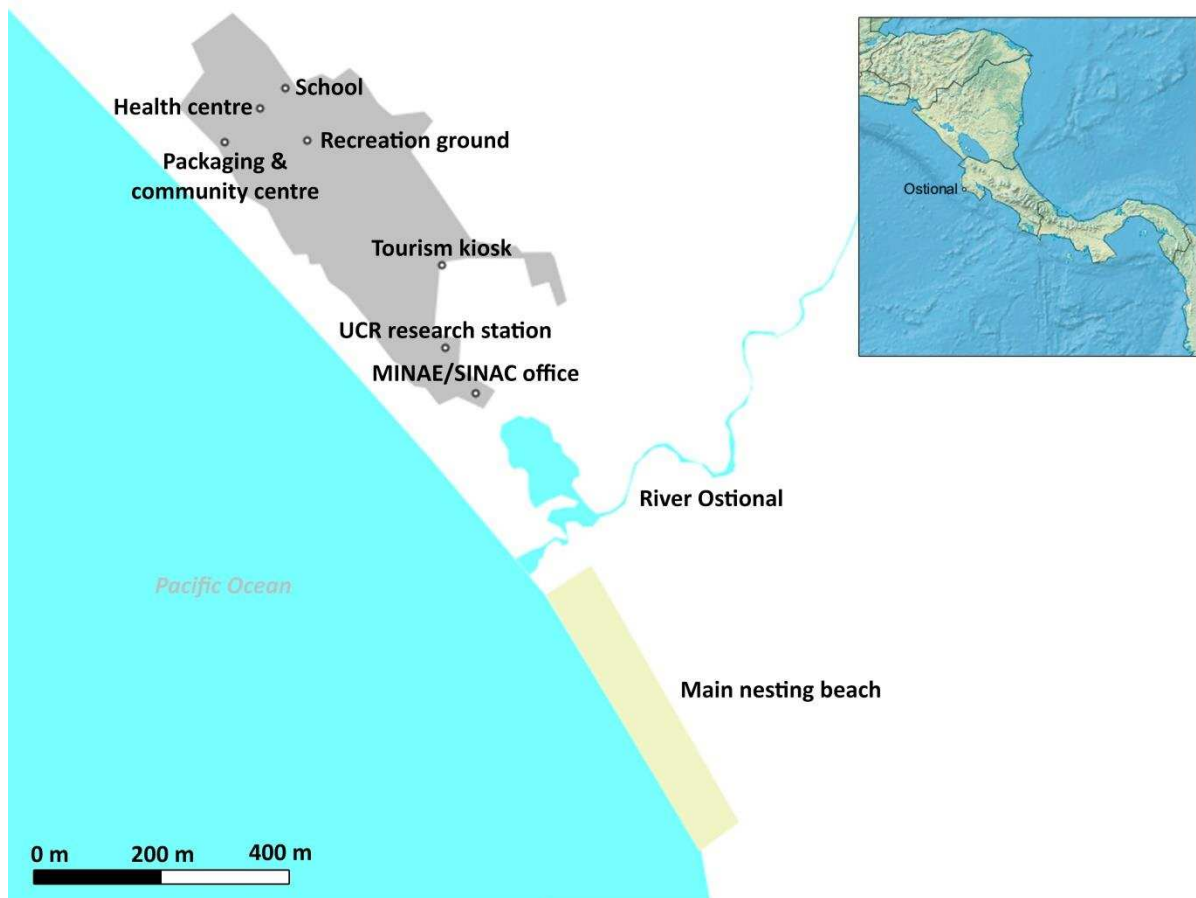 School
Health centre
Recreation ground
Packaging &
community centre
Ostional
Tourism kiosk
UCR research station
MINAE/SINAC office
River Ostional
Pacific Ocean
Main nesting beach
0 m 200 m 400 m